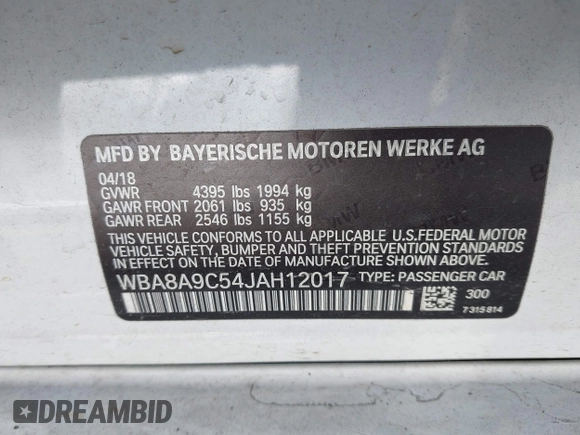 MFD BY BAYERISCHE MOTOREN WERKE AG
04/18
GVWR 4395 lbs 1994 kg
GAWR FRONT 2061 lbs 935 kg
GAWR REAR 2546 lbs 1155 kg
THIS VEHICLE CONFORMS TO ALL APPLICABLE U.S.FEDERAL MOTOR
VEHICLE SAFETY, BUMPER, AND THEFT PREVENTION STANDARDS
IN EFFECT ON THE DATE OF MANUFACTURE SHOWN ABOVE.
WBA8A9C54JAH12017 TYPE: PASSENGER CAR
300
7315814
DREAMBID